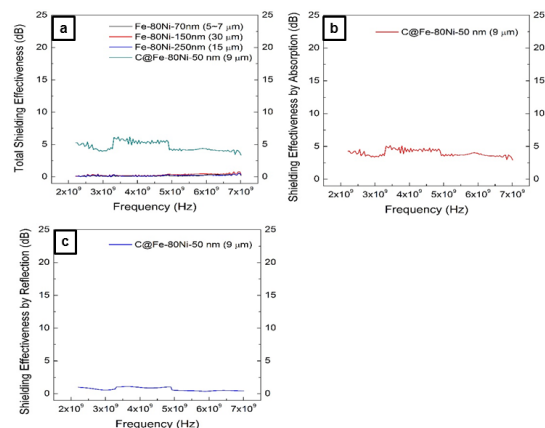 a
Fe-80Ni-70nm (5~7 μm)
Fe-80Ni-150nm (30 μm)
Fe-80Ni-250nm (15 μm)
C@Fe-80Ni-50 nm (9 μm)
Total Shielding Effectiveness (dB)
25
20
15
10
5
0
25
20
15
10
5
0
2x10⁹ 3x10⁹ 4x10⁹ 5x10⁹ 6x10⁹ 7x10⁹
Frequency (Hz)
b
C@Fe-80Ni-50 nm (9 μm)
Shielding Effectiveness by Absorption (dB)
25
20
15
10
5
0
25
20
15
10
5
0
2x10⁹ 3x10⁹ 4x10⁹ 5x10⁹ 6x10⁹ 7x10⁹
Frequency (Hz)
c
C@Fe-80Ni-50 nm (9 μm)
Shielding Effectiveness by Reflection (dB)
25
20
15
10
5
0
25
20
15
10
5
0
2x10⁹ 3x10⁹ 4x10⁹ 5x10⁹ 6x10⁹ 7x10⁹
Frequency (Hz)